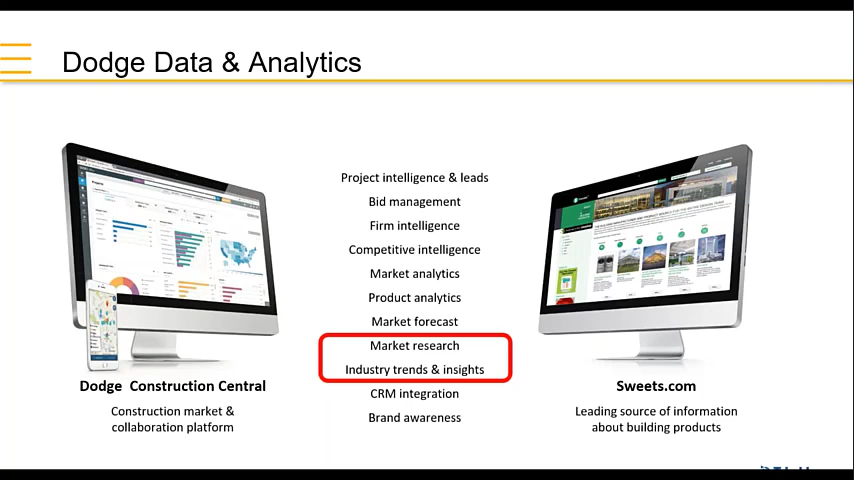 Dodge Data & Analytics
Project intelligence & leads
Bid management
Firm intelligence
Competitive intelligence
Market analytics
Product analytics
Market forecast
Market research
Industry trends & insights
CRM integration
Brand awareness
Dodge Construction Central
Construction market &
collaboration platform
Sweets.com
Leading source of information
about building products